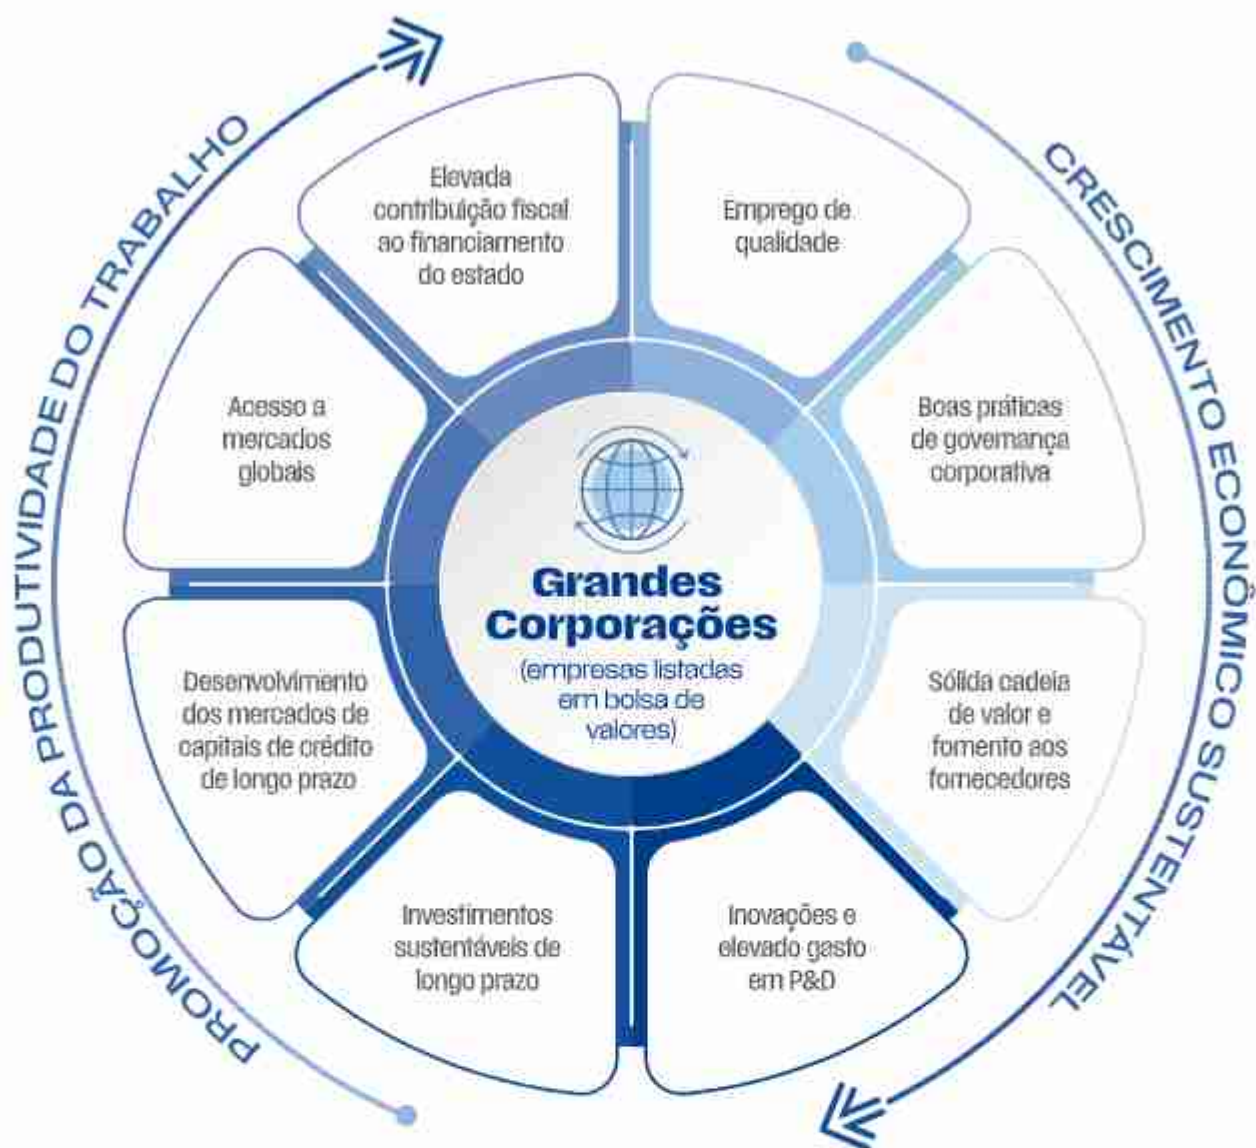 PROMOÇÃO DA PRODUTIVIDADE DO TRABALHO
CRESCIMENTO ECONÔMICO SUSTENTÁVEL
Elevada
contribuição fiscal
ao financiamento
do estado
Emprego de
qualidade
Acesso a
mercados
globais
Boas práticas
de governança
corporativa
Grandes
Corporações
(empresas listadas
em bolsa de
valores)
Desenvolvimento
dos mercados de
capitais de crédito
de longo prazo
Sólida cadeia
de valor e
fomento aos
fornecedores
Investimentos
sustentáveis de
longo prazo
Inovações e
elevado gasto
em P&D